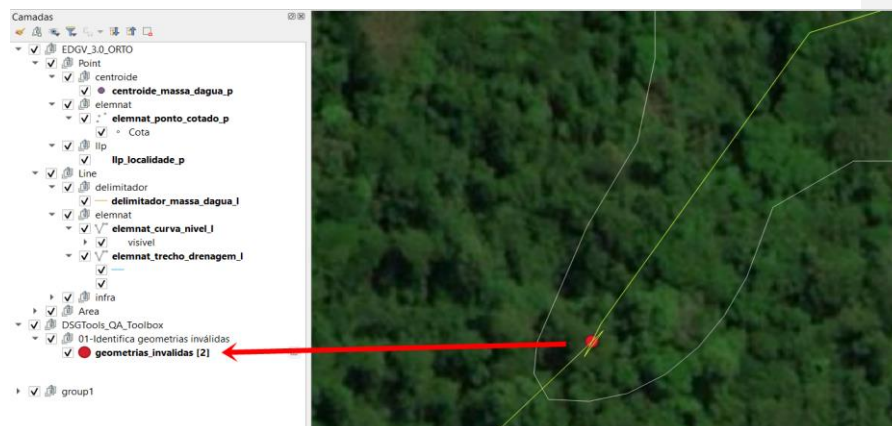 Camadas
EDGV_3.0_ORTO
Point
centroide
centroide_massa_dagua_p
elemnat
elemnat_ponto_cotado_p
Cota
llp
llp_localidade_p
Line
delimitador
delimitador_massa_dagua_l
elemnat
elemnat_curva_nivel_l
visivel
elemnat_trecho_drenagem_l
infra
Area
DSGTools_QA_Toolbox
01-Identifica geometrias inválidas
geometrias_invalidas [2]
group1